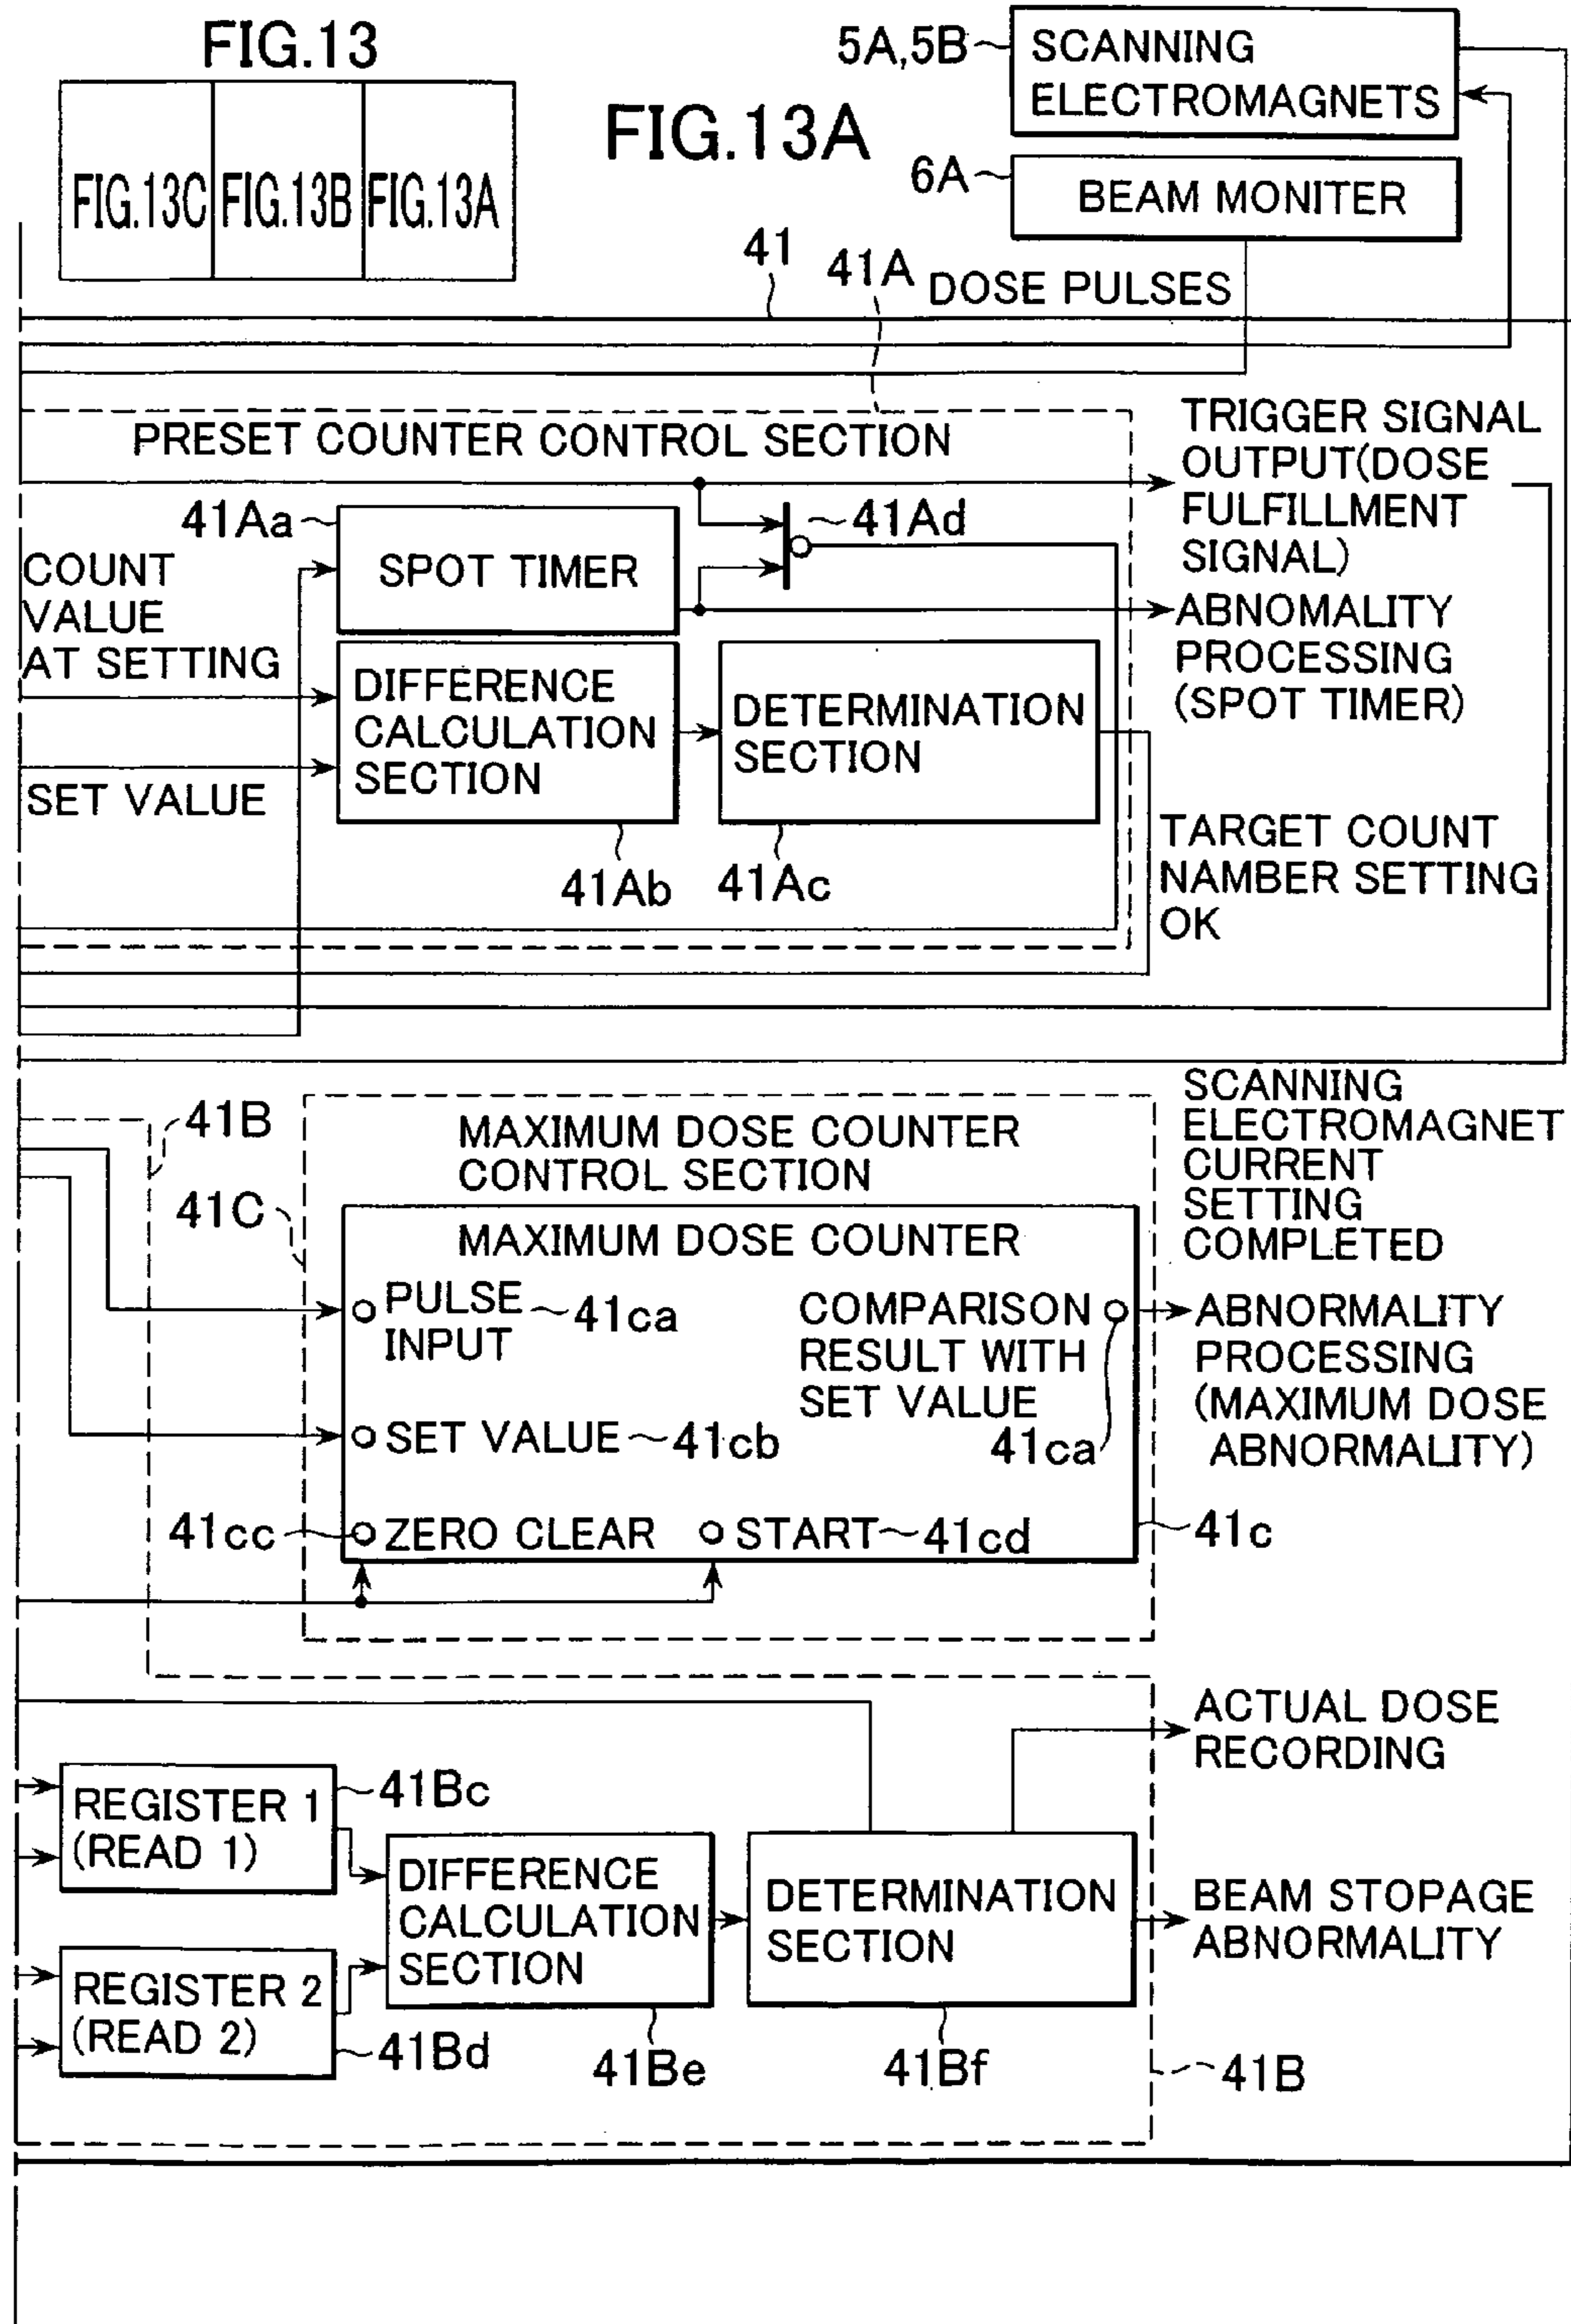 FIG.13
FIG.13C FIG.13B FIG.13A
FIG.13A
5A,5B
SCANNING
ELECTROMAGNETS
6A
BEAM MONITER
41
41A
DOSE PULSES
PRESET COUNTER CONTROL SECTION
TRIGGER SIGNAL
OUTPUT(DOSE
FULFILLMENT
SIGNAL)
41Aa
SPOT TIMER
41Ad
COUNT
VALUE
AT SETTING
ABNOMALITY
PROCESSING
(SPOT TIMER)
DIFFERENCE
CALCULATION
SECTION
DETERMINATION
SECTION
SET VALUE
41Ab
41Ac
TARGET COUNT
NAMBER SETTING
OK
41B
MAXIMUM DOSE COUNTER
CONTROL SECTION
SCANNING
ELECTROMAGNET
CURRENT
SETTING
COMPLETED
41C
MAXIMUM DOSE COUNTER
PULSE
INPUT
41ca
COMPARISON
RESULT WITH
SET VALUE
41ca
ABNORMALITY
PROCESSING
(MAXIMUM DOSE
ABNORMALITY)
SET VALUE
41cb
41cc
ZERO CLEAR
START
41cd
41c
ACTUAL DOSE
RECORDING
REGISTER 1
(READ 1)
41Bc
DIFFERENCE
CALCULATION
SECTION
DETERMINATION
SECTION
BEAM STOPAGE
ABNORMALITY
REGISTER 2
(READ 2)
41Bd
41Be
41Bf
41B